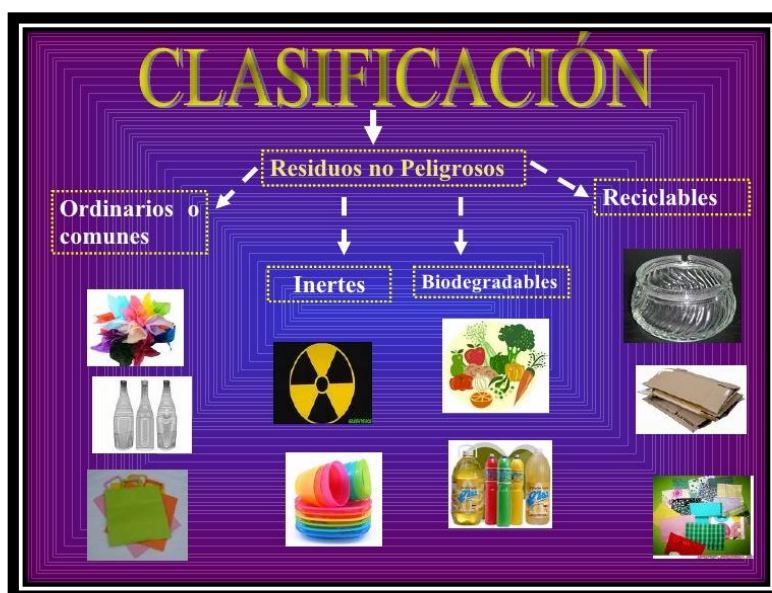 CLASIFICACIÓN
Residuos no Peligrosos
Ordinarios o
comunes
Reciclables
Inertes
Biodegradables